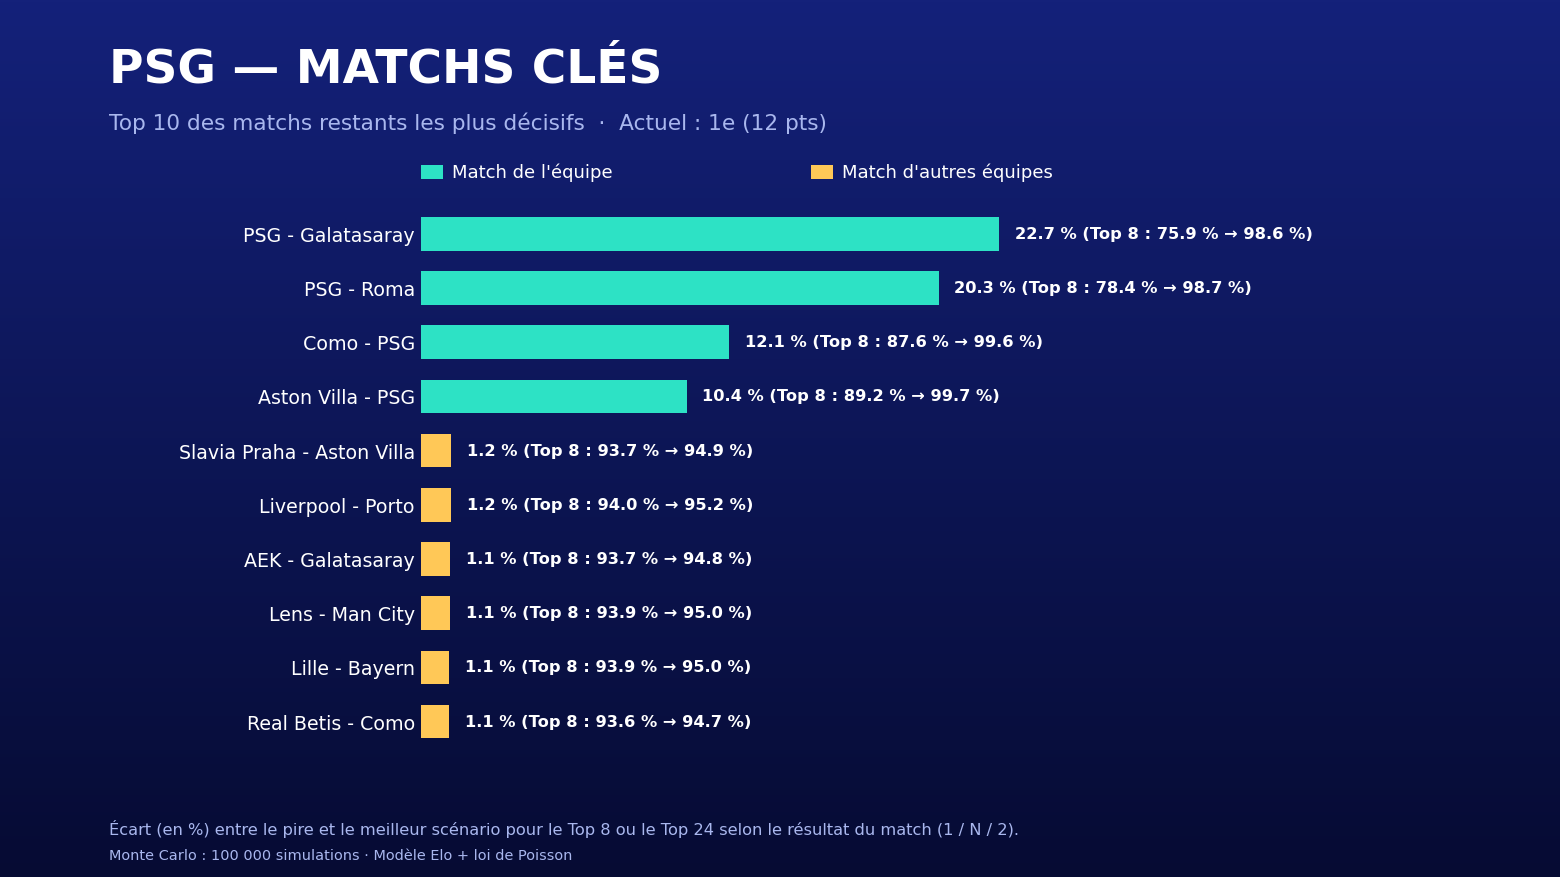 PSG — MATCHS CLÉS
Top 10 des matchs restants les plus décisifs · Actuel : 1e (12 pts)
Match de l'équipe
Match d'autres équipes
PSG - Galatasaray 22.7 % (Top 8 : 75.9 % → 98.6 %)
PSG - Roma 20.3 % (Top 8 : 78.4 % → 98.7 %)
Como - PSG 12.1 % (Top 8 : 87.6 % → 99.6 %)
Aston Villa - PSG 10.4 % (Top 8 : 89.2 % → 99.7 %)
Slavia Praha - Aston Villa 1.2 % (Top 8 : 93.7 % → 94.9 %)
Liverpool - Porto 1.2 % (Top 8 : 94.0 % → 95.2 %)
AEK - Galatasaray 1.1 % (Top 8 : 93.7 % → 94.8 %)
Lens - Man City 1.1 % (Top 8 : 93.9 % → 95.0 %)
Lille - Bayern 1.1 % (Top 8 : 93.9 % → 95.0 %)
Real Betis - Como 1.1 % (Top 8 : 93.6 % → 94.7 %)
Écart (en %) entre le pire et le meilleur scénario pour le Top 8 ou le Top 24 selon le résultat du match (1 / N / 2).
Monte Carlo : 100 000 simulations · Modèle Elo + loi de Poisson